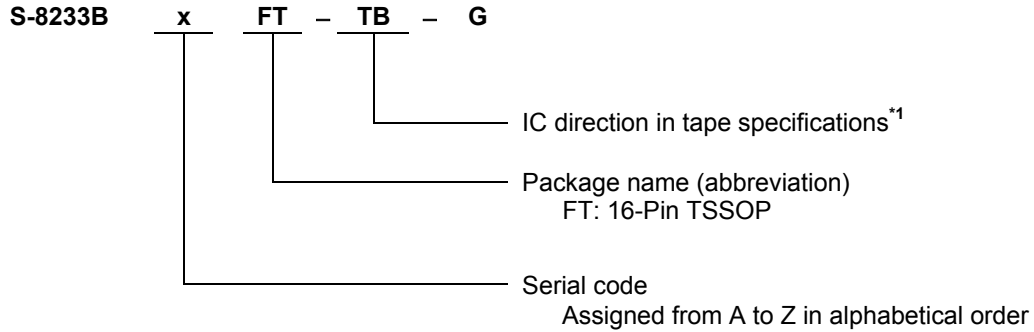 S-8233B x FT – TB – G
IC direction in tape specifications*1
Package name (abbreviation)
FT: 16-Pin TSSOP
Serial code
Assigned from A to Z in alphabetical order